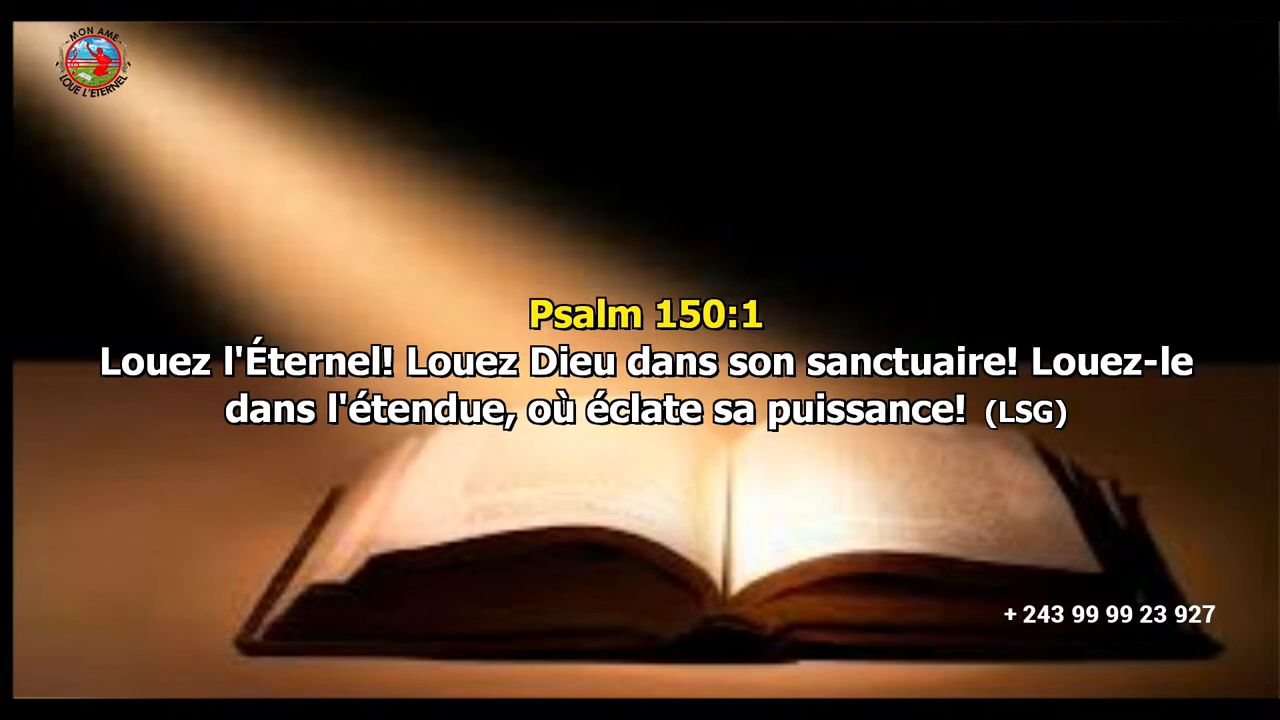 MON AME
LOUE L'ETERNEL
Psalm 150:1
Louez l'Éternel! Louez Dieu dans son sanctuaire! Louez-le
dans l'étendue, où éclate sa puissance! (LSG)
+ 243 99 99 23 927